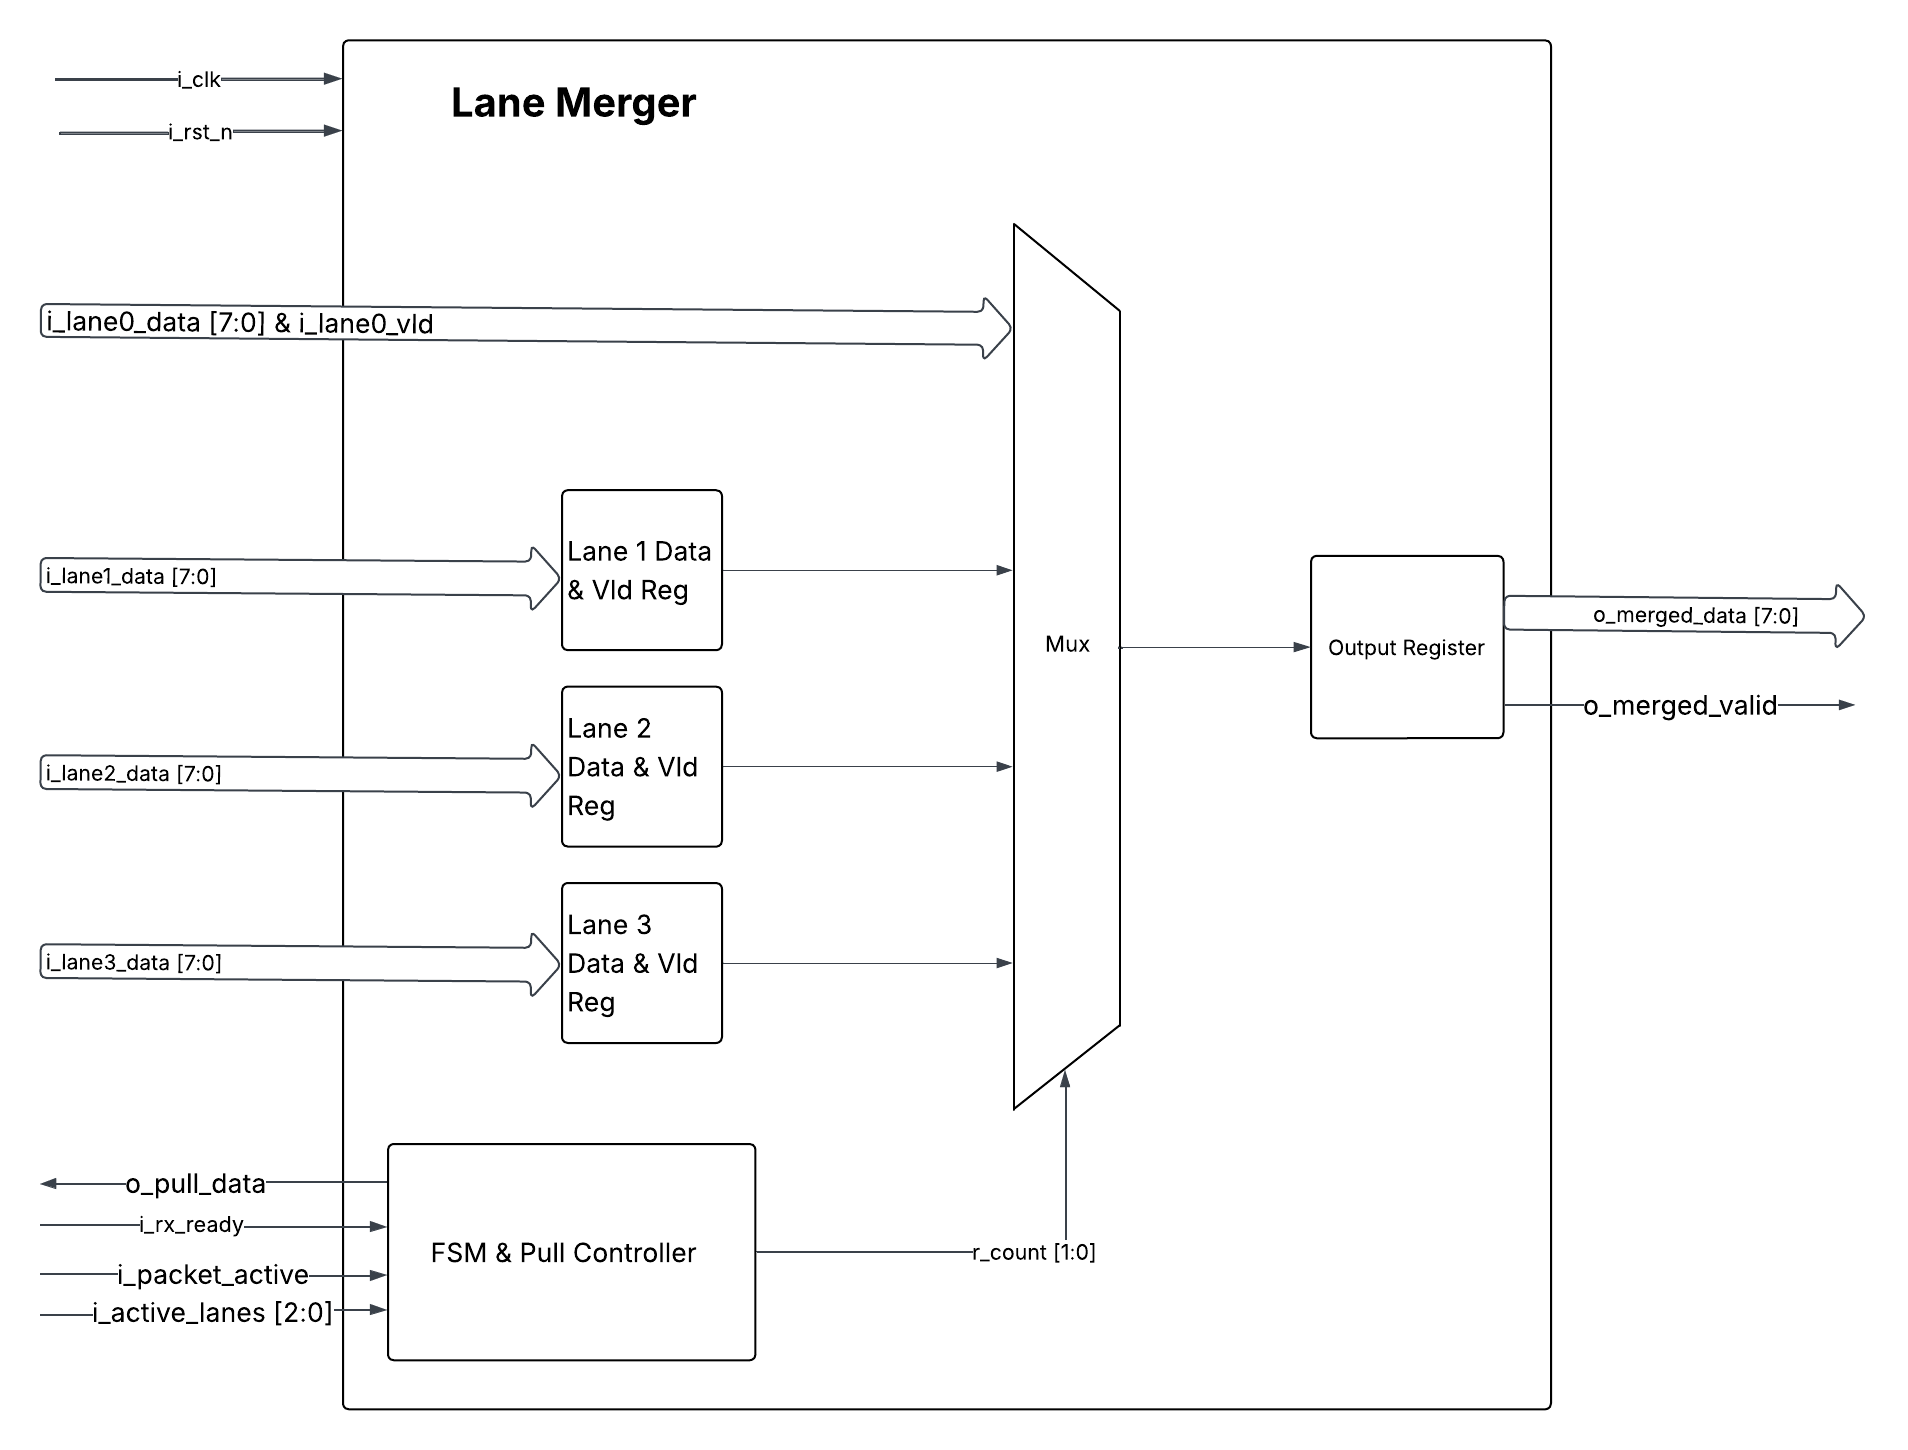 i_clk
Lane Merger
i_rst_n
i_lane0_data [7:0] & i_lane0_vld
i_lane1_data [7:0]
Lane 1 Data
& Vld Reg
i_lane2_data [7:0]
Lane 2
Data & Vld
Reg
i_lane3_data [7:0]
Lane 3
Data & Vld
Reg
Mux
Output Register
o_merged_data [7:0]
o_merged_valid
o_pull_data
i_rx_ready
i_packet_active
i_active_lanes [2:0]
FSM & Pull Controller
r_count [1:0]